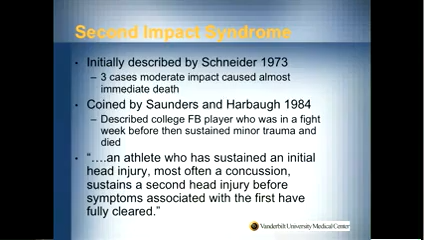 Second Impact Syndrome
• Initially described by Schneider 1973
– 3 cases moderate impact caused almost
immediate death
• Coined by Saunders and Harbaugh 1984
– Described college FB player who was in a fight
week before then sustained minor trauma and
died
• “….an athlete who has sustained an initial
head injury, most often a concussion,
sustains a second head injury before
symptoms associated with the first have
fully cleared.”
Vanderbilt University Medical Center